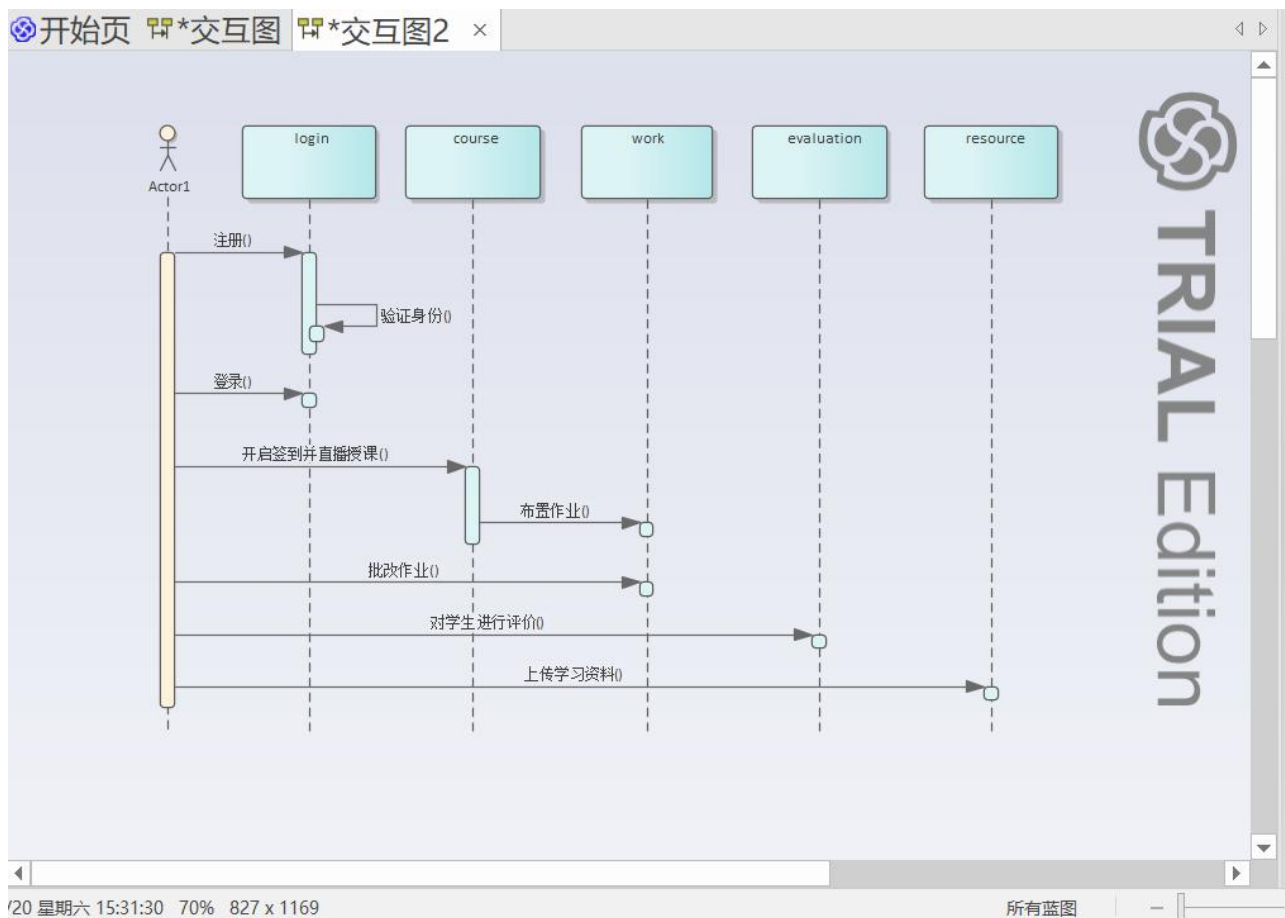 开始页 *交互图 *交互图2 ×
login course work evaluation resource
Actor1
注册()
验证身份()
登录()
开启签到并直播授课()
布置作业()
批改作业()
对学生进行评价()
上传学习资料()
TRIAL Edition
/20 星期六 15:31:30 70% 827 x 1169 所有蓝图